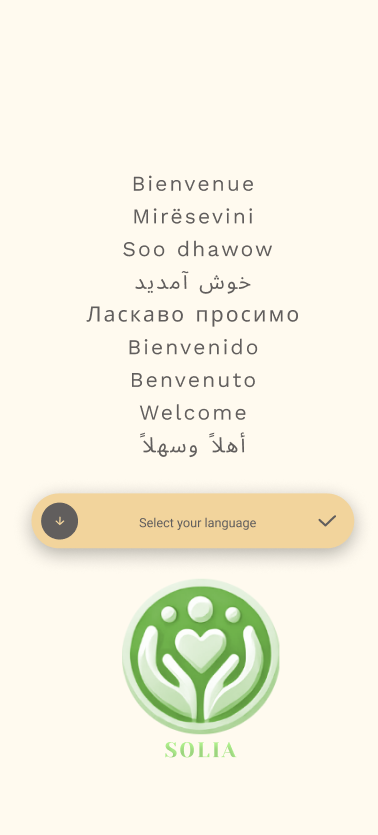 Bienvenue
Mirësevini
Soo dhawow
خوش آمدید
Ласкаво просимо
Bienvenido
Benvenuto
Welcome
أهلاً وسهلاً
Select your language
SOLIA